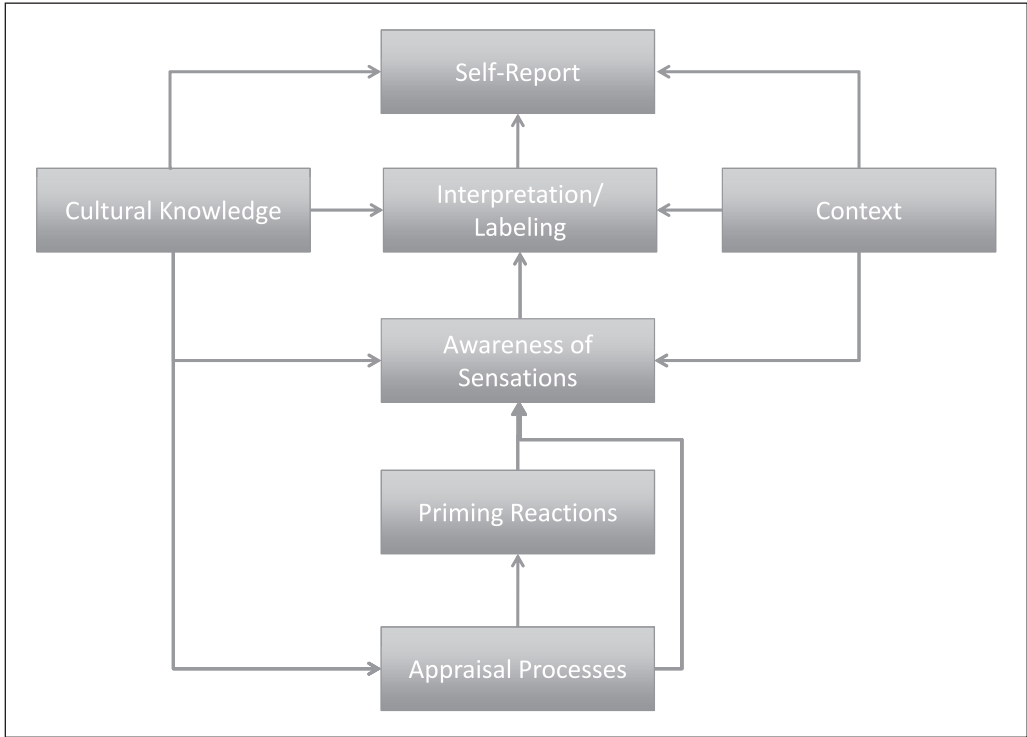 Self-Report
Cultural Knowledge
Interpretation/
Labeling
Context
Awareness of
Sensations
Priming Reactions
Appraisal Processes